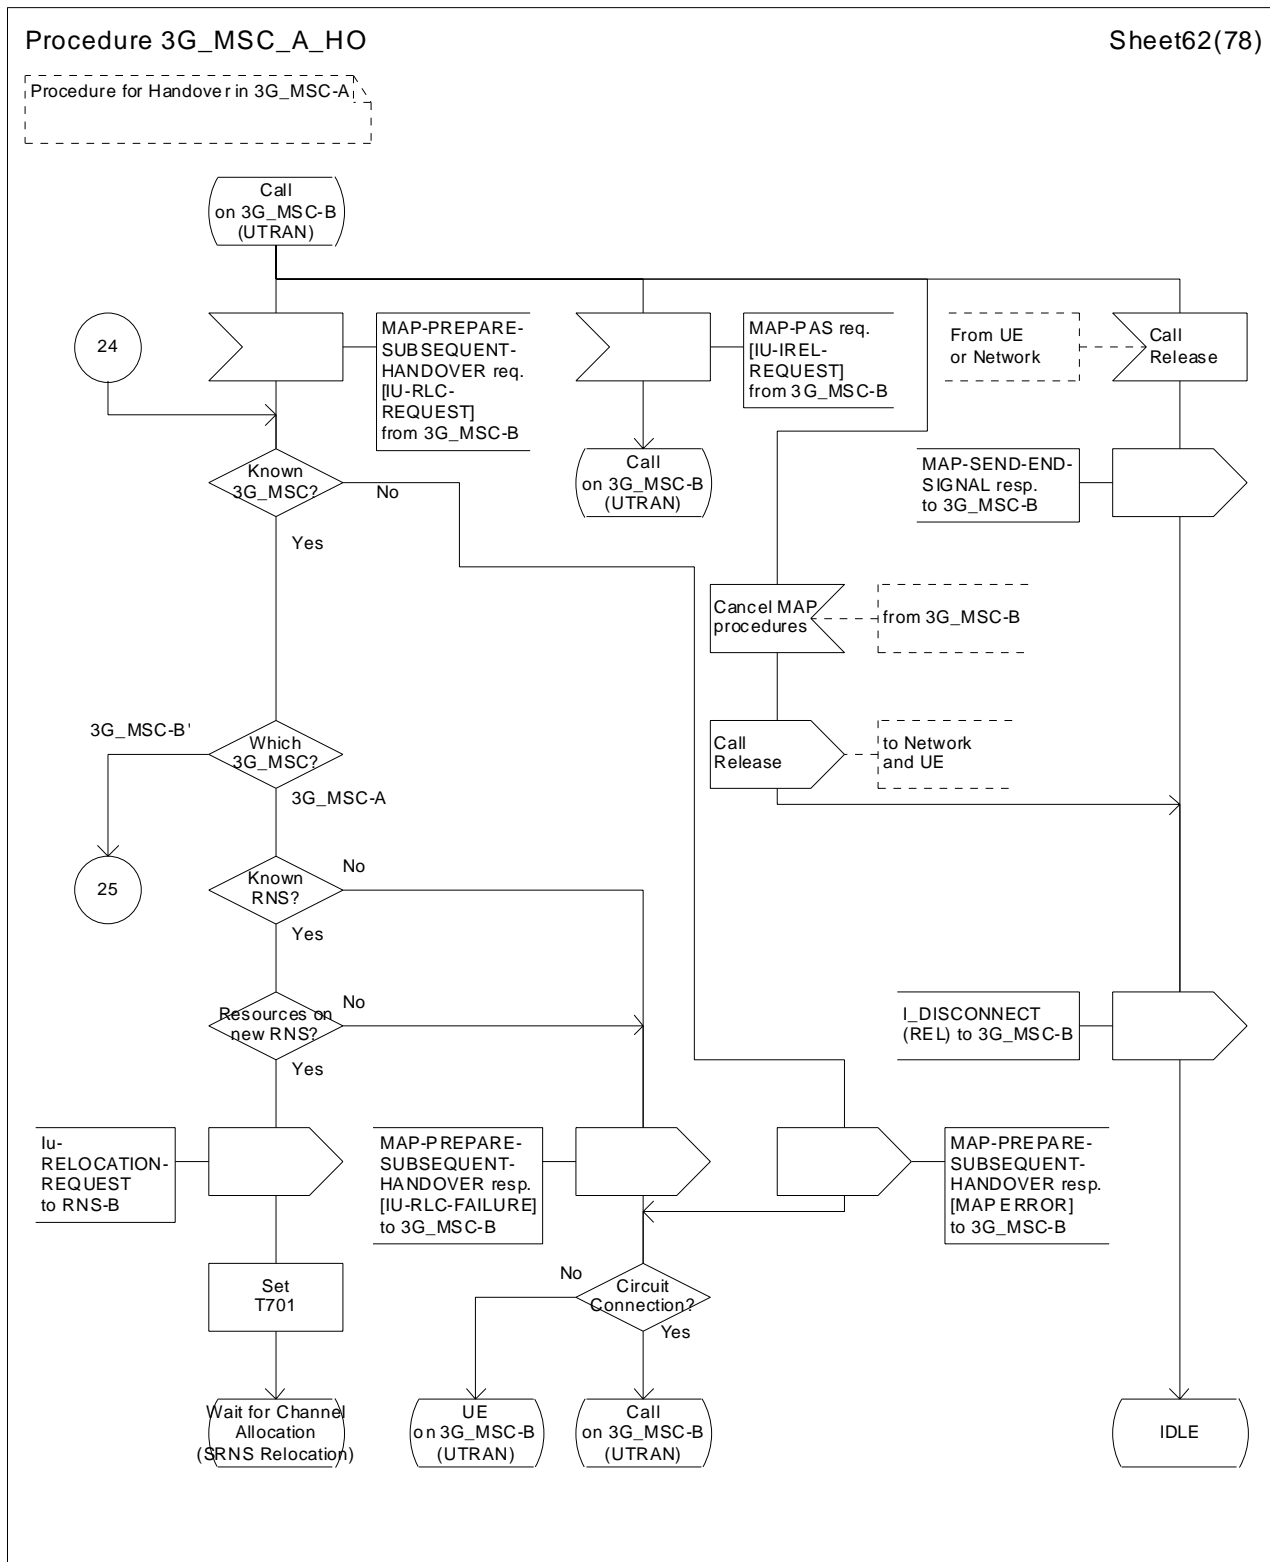 Procedure 3G_MSC_A_HO
Sheet62(78)
Procedure for Handover in 3G_MSC-A
Call
on 3G_MSC-B
(UTRAN)
24
MAP-PREPARE-
SUBSEQUENT-
HANDOVER req.
[IU-RLC-
REQUEST]
from 3G_MSC-B
MAP-PAS req.
[IU-IREL-
REQUEST]
from 3G_MSC-B
From UE
or Network
Call
Release
Known
3G_MSC?
No
Yes
Call
on 3G_MSC-B
(UTRAN)
MAP-SEND-END-
SIGNAL resp.
to 3G_MSC-B
Cancel MAP
procedures
from 3G_MSC-B
3G_MSC-B'
Which
3G_MSC?
3G_MSC-A
Call
Release
to Network
and UE
25
Known
RNS?
No
Yes
Resources on
new RNS?
No
Yes
I_DISCONNECT
(REL) to 3G_MSC-B
Iu-
RELOCATION-
REQUEST
to RNS-B
MAP-PREPARE-
SUBSEQUENT-
HANDOVER resp.
[IU-RLC-FAILURE]
to 3G_MSC-B
MAP-PREPARE-
SUBSEQUENT-
HANDOVER resp.
[MAP ERROR]
to 3G_MSC-B
Set
T701
No
Circuit
Connection?
Yes
Wait for Channel
Allocation
(SRNS Relocation)
UE
on 3G_MSC-B
(UTRAN)
Call
on 3G_MSC-B
(UTRAN)
IDLE